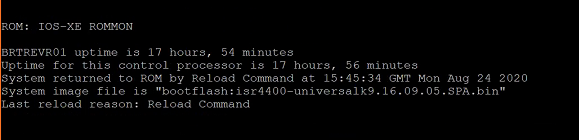 ROM: IOS-XE ROMMON
BRTREVR01 uptime is 17 hours, 54 minutes
Uptime for this control processor is 17 hours, 56 minutes
System returned to ROM by Reload Command at 15:45:34 GMT Mon Aug 24 2020
System image file is "bootflash:isr4400-universalk9.16.09.05.SPA.bin"
Last reload reason: Reload Command